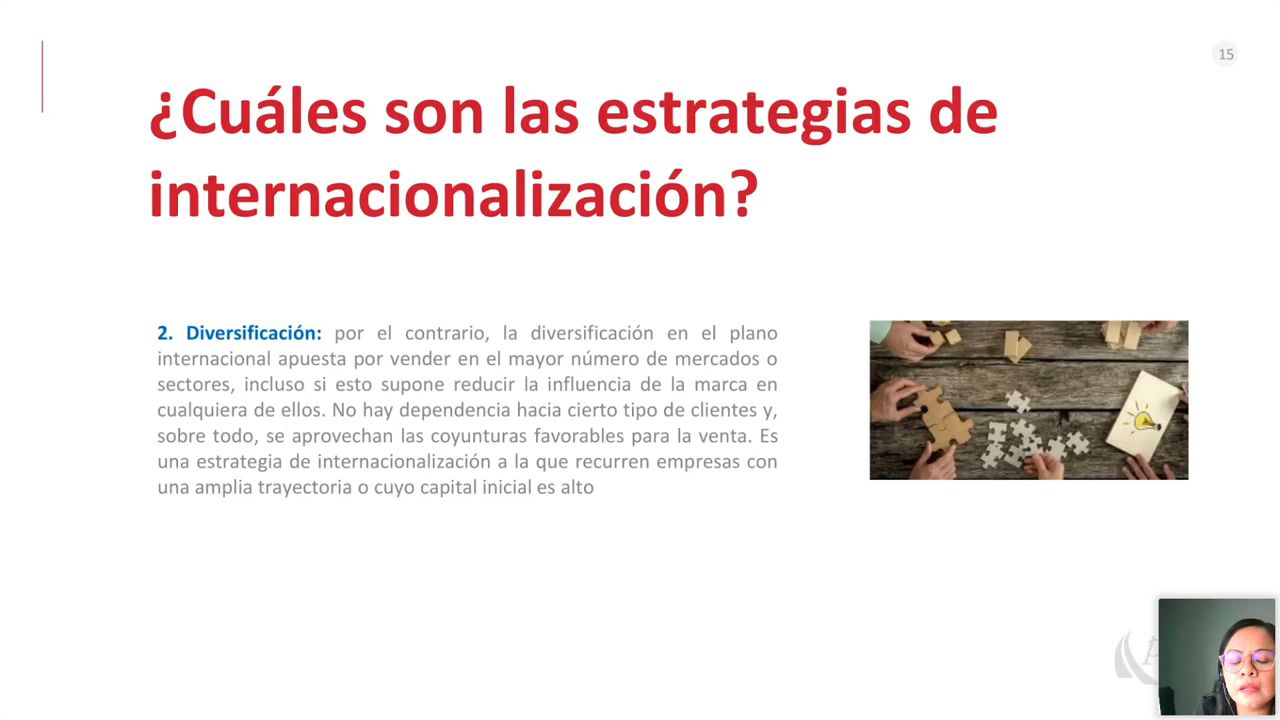 15
¿Cuáles son las estrategias de
internacionalización?
2. Diversificación: por el contrario, la diversificación en el plano
internacional apuesta por vender en el mayor número de mercados o
sectores, incluso si esto supone reducir la influencia de la marca en
cualquiera de ellos. No hay dependencia hacia cierto tipo de clientes y,
sobre todo, se aprovechan las coyunturas favorables para la venta. Es
una estrategia de internacionalización a la que recurren empresas con
una amplia trayectoria o cuyo capital inicial es alto